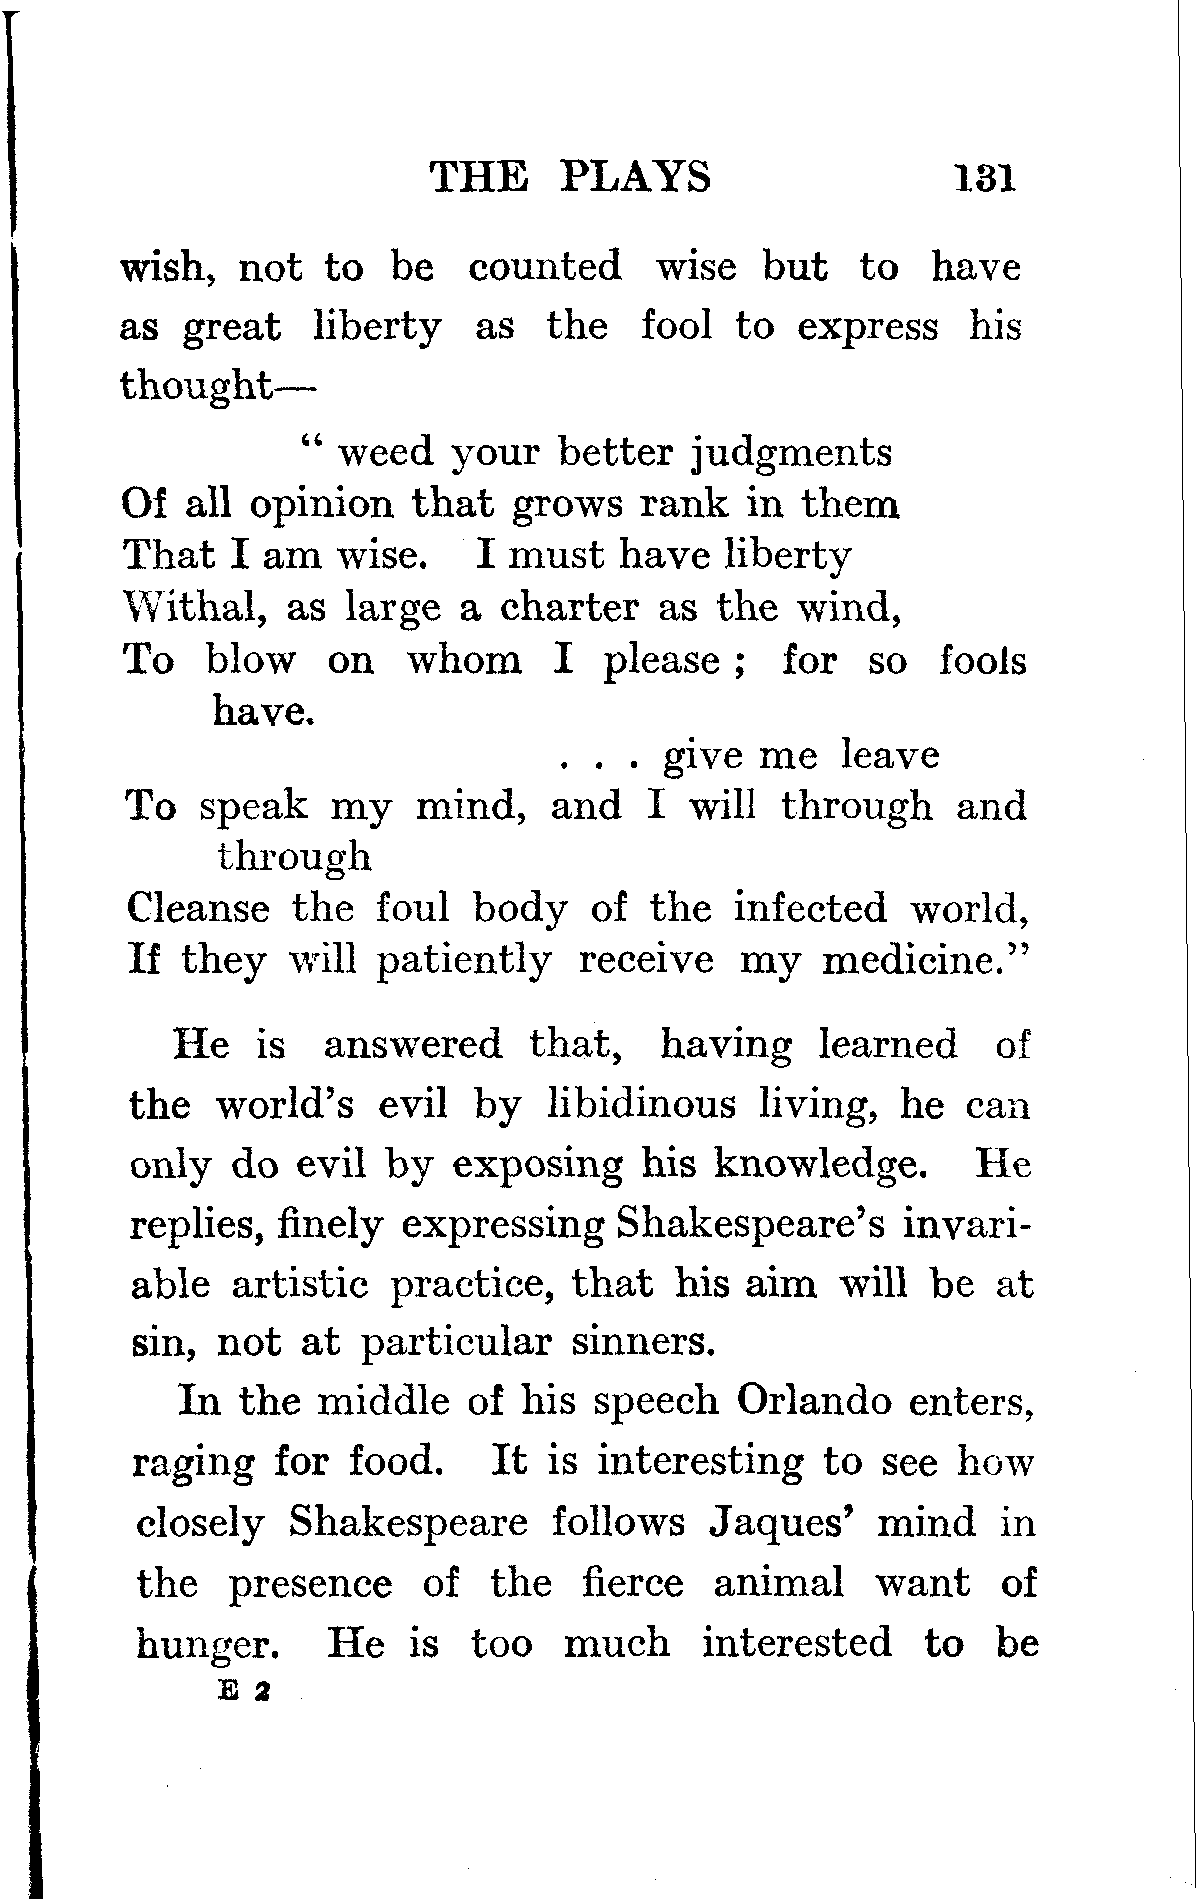 THE PLAYS 131
wish, not to be counted wise but to have
as great liberty as the fool to express his
thought—
“ weed your better judgments
Of all opinion that grows rank in them
That I am wise. I must have liberty
Withal, as large a charter as the wind,
To blow on whom I please ; for so fools
have.
. . . give me leave
To speak my mind, and I will through and
through
Cleanse the foul body of the infected world,
If they will patiently receive my medicine.”
He is answered that, having learned of
the world’s evil by libidinous living, he can
only do evil by exposing his knowledge. He
replies, finely expressing Shakespeare’s invari-
able artistic practice, that his aim will be at
sin, not at particular sinners.
In the middle of his speech Orlando enters,
raging for food. It is interesting to see how
closely Shakespeare follows Jaques’ mind in
the presence of the fierce animal want of
hunger. He is too much interested to be
E 2